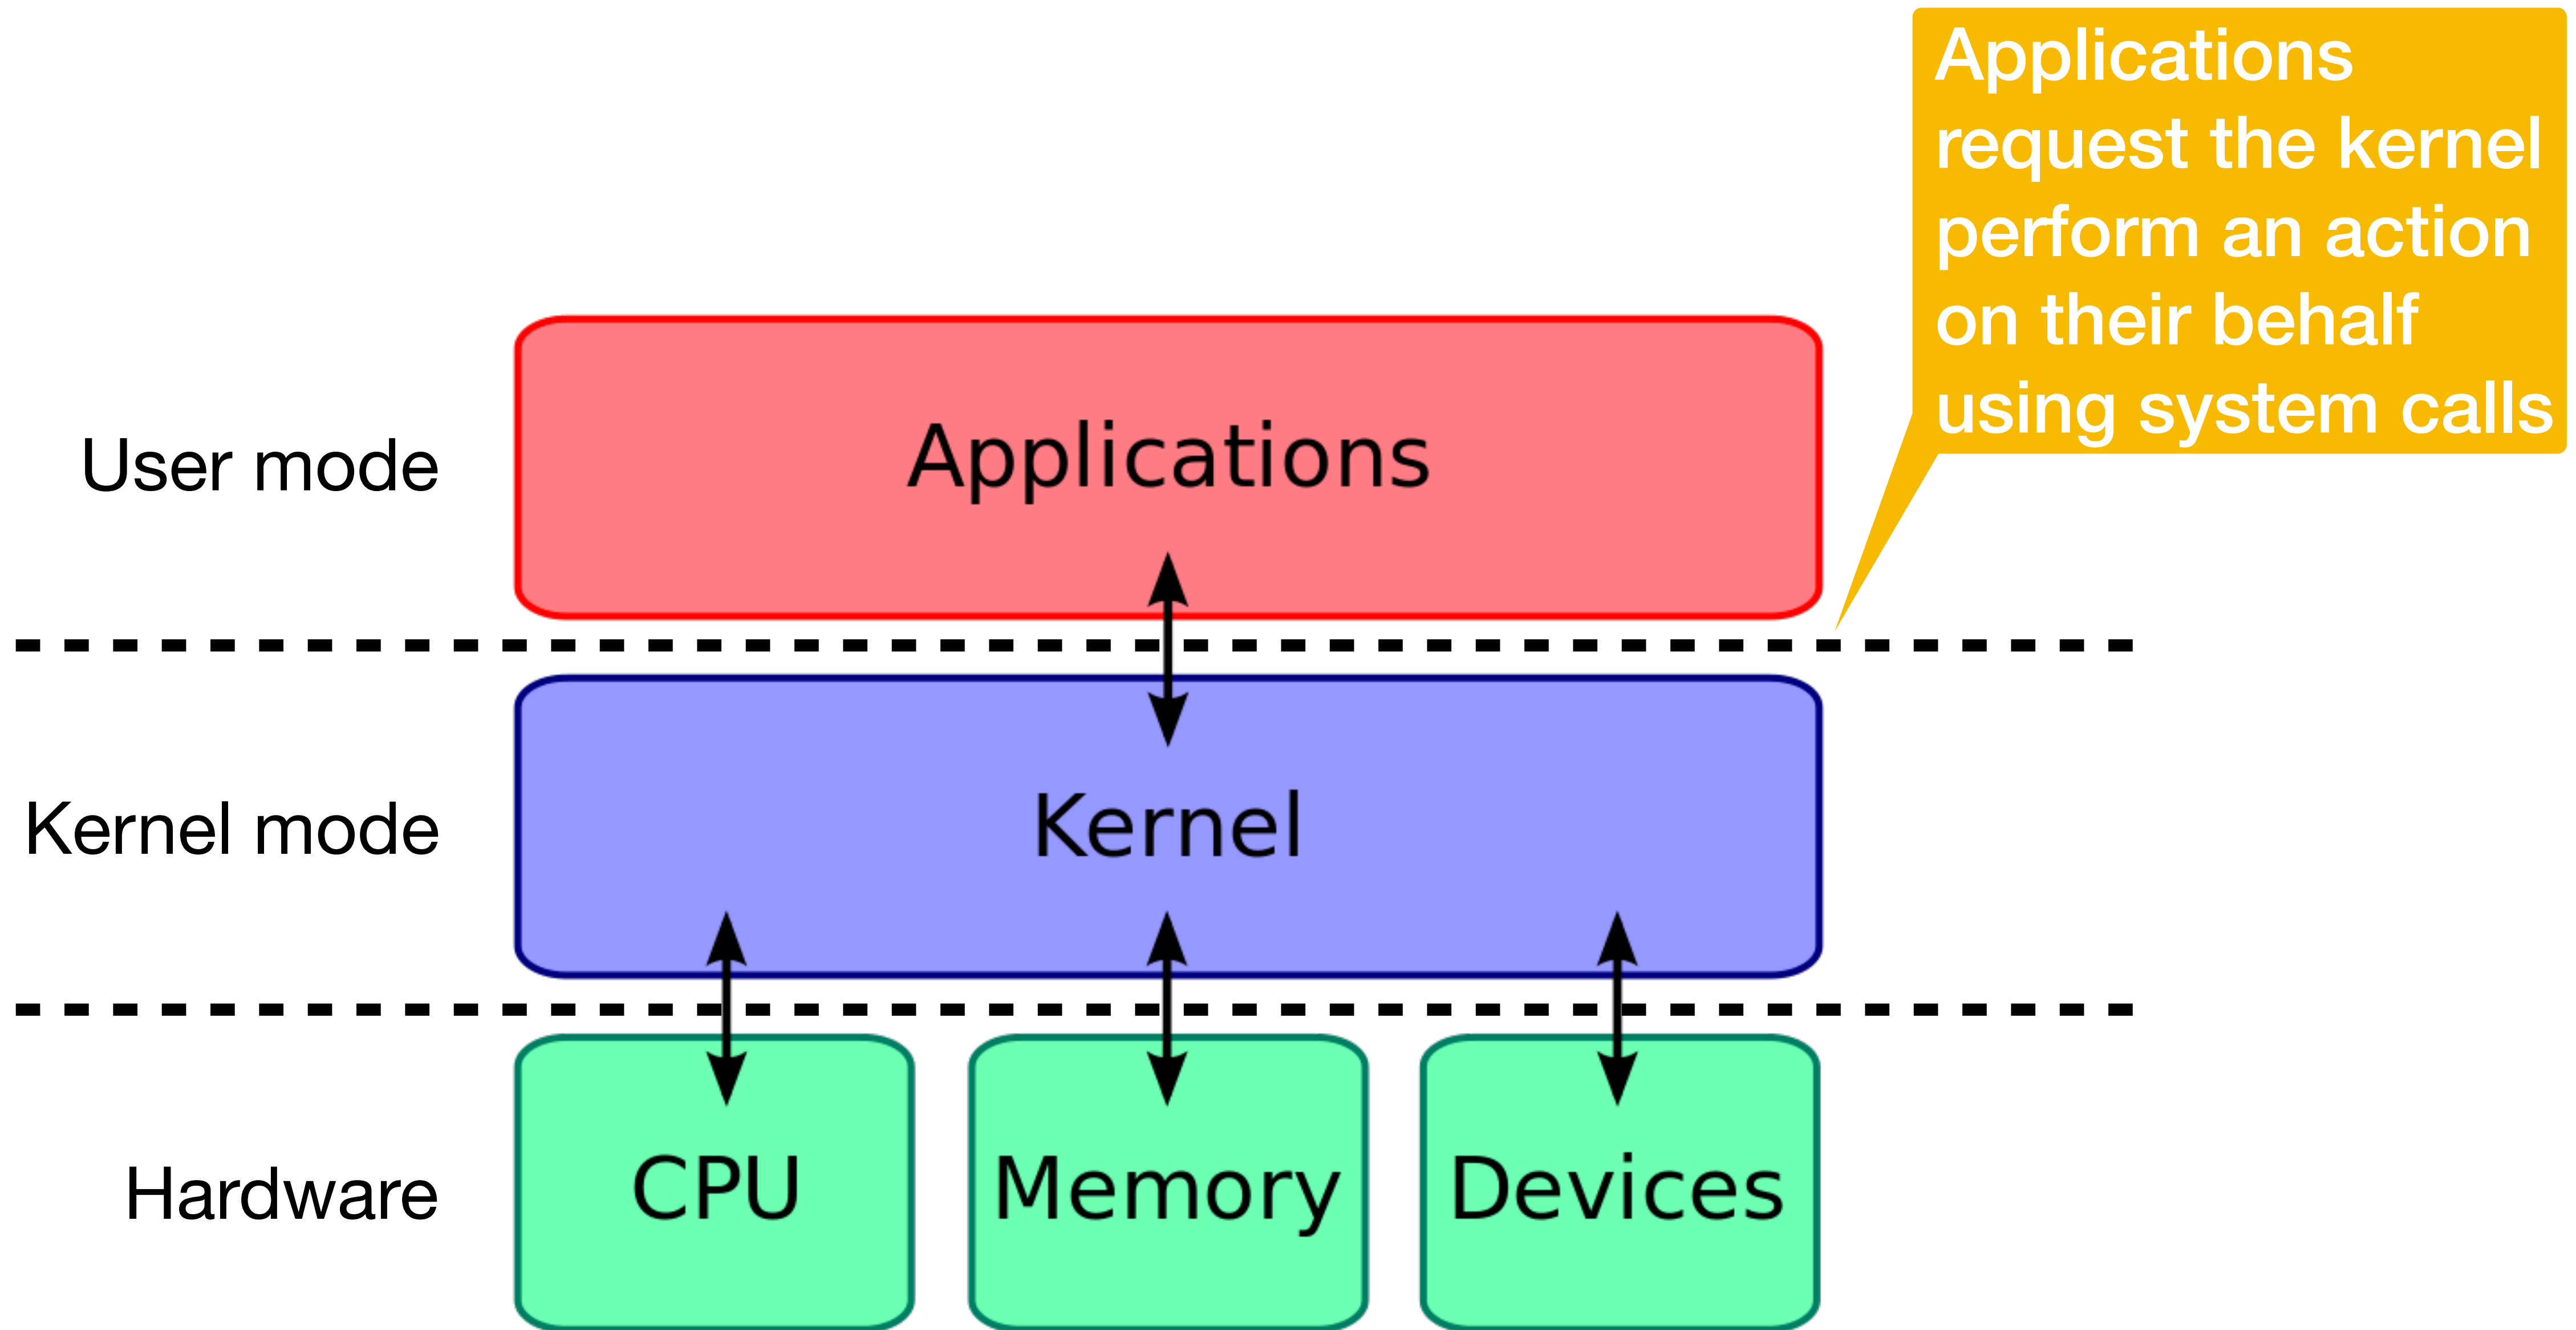 Applications
request the kernel
perform an action
on their behalf
using system calls
User mode
Applications
Kernel mode
Kernel
Hardware
CPU
Memory
Devices